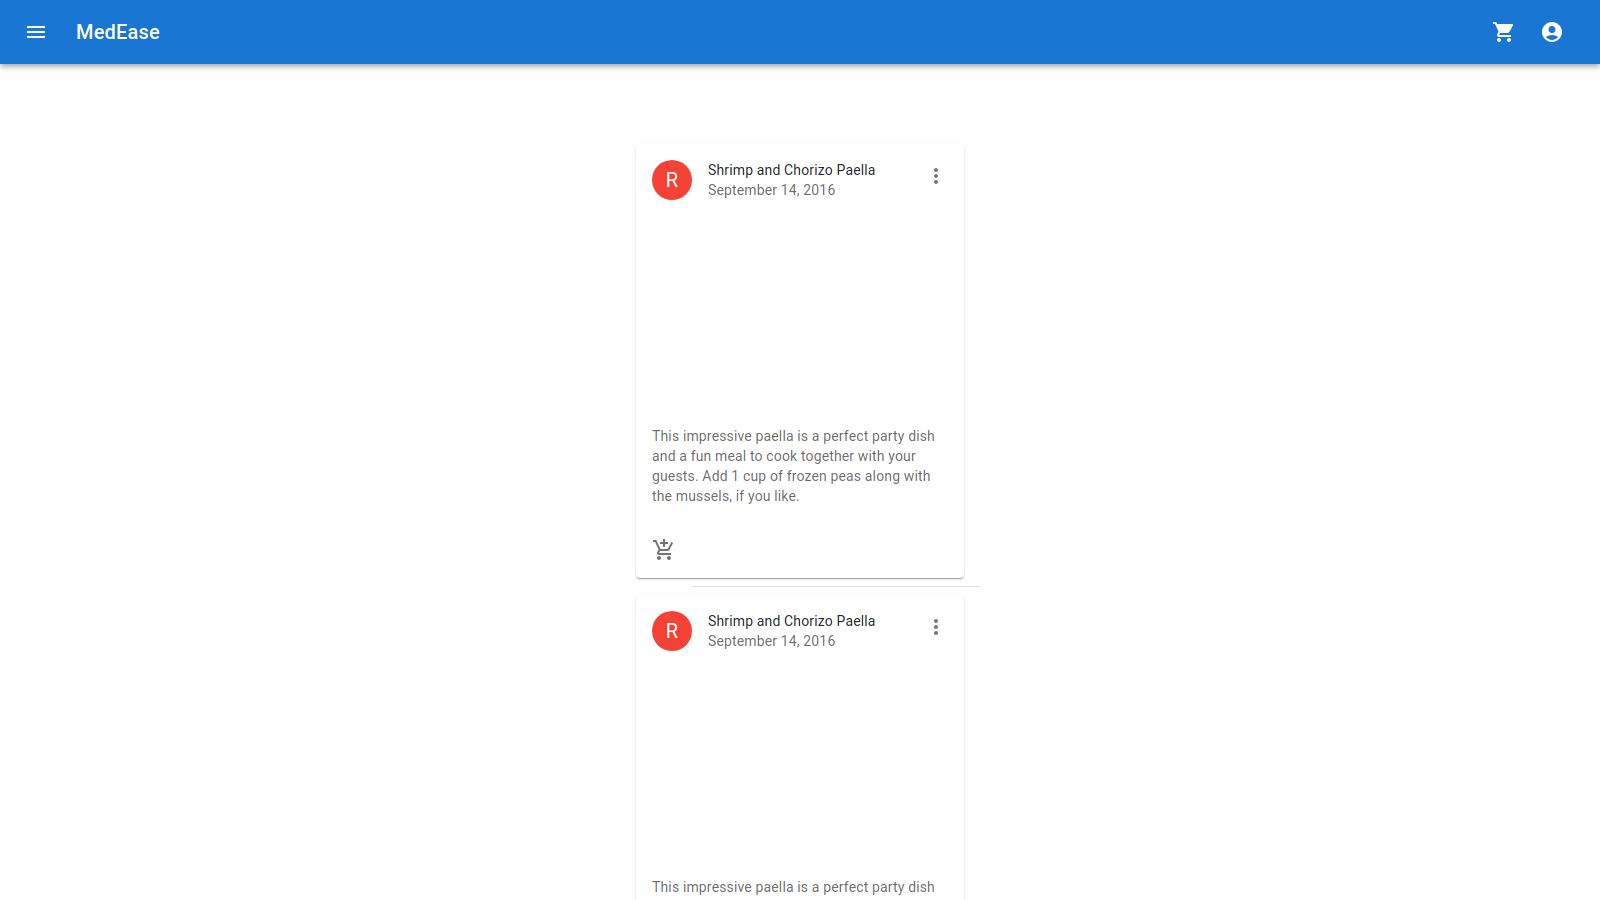 MedEase
R
Shrimp and Chorizo Paella
September 14, 2016
This impressive paella is a perfect party dish
and a fun meal to cook together with your
guests. Add 1 cup of frozen peas along with
the mussels, if you like.
R
Shrimp and Chorizo Paella
September 14, 2016
This impressive paella is a perfect party dish